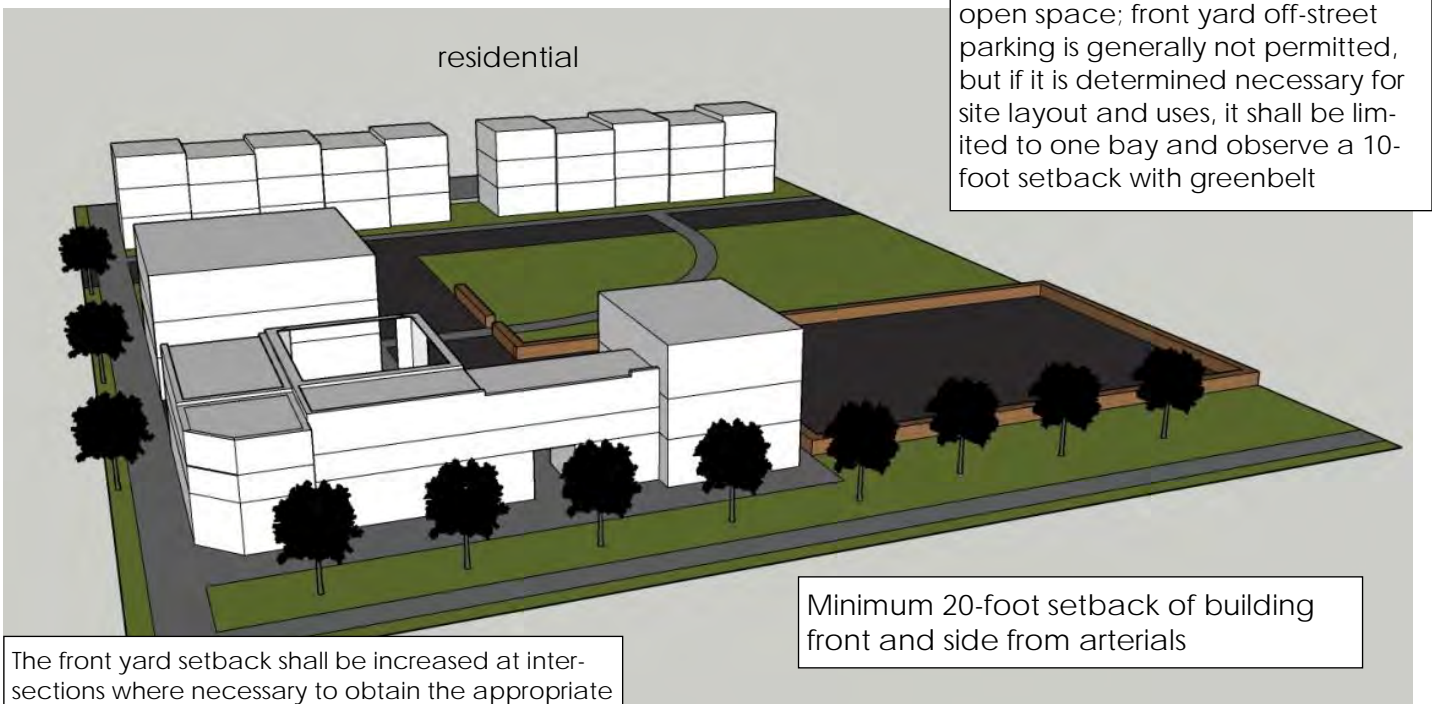 open space; front yard off-street
parking is generally not permitted,
but if it is determined necessary for
site layout and uses, it shall be lim-
ited to one bay and observe a 10-
foot setback with greenbelt
residential
Minimum 20-foot setback of building
front and side from arterials
The front yard setback shall be increased at inter-
sections where necessary to obtain the appropriate